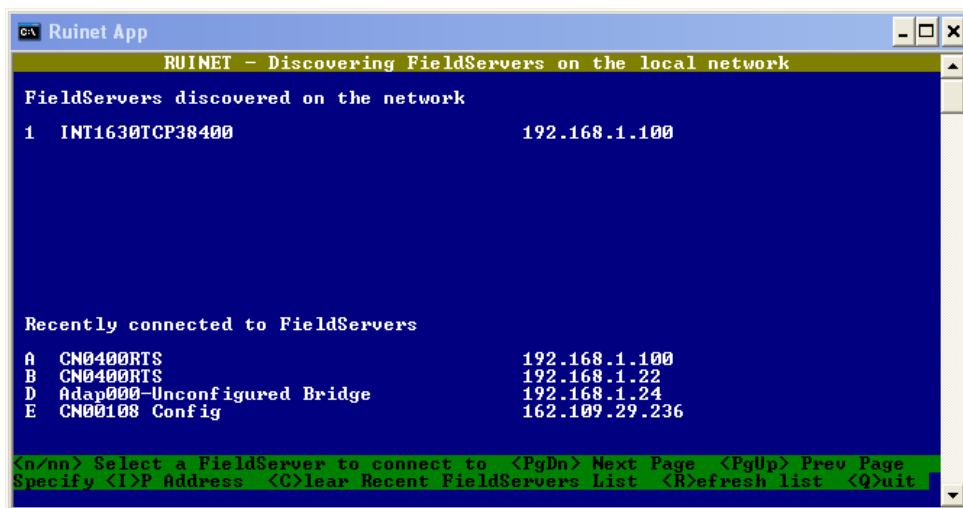 Ruinet App
RUINET - Discovering FieldServers on the local network
FieldServers discovered on the network
1 INT1630TCP38400 192.168.1.100
Recently connected to FieldServers
A CN0400RTS 192.168.1.100
B CN0400RTS 192.168.1.22
D Adap000-Unconfigured Bridge 192.168.1.24
E CN00108 Config 162.109.29.236
<n/nn> Select a FieldServer to connect to <PgDn> Next Page <PgUp> Prev Page
Specify <I>P Address <C>lear Recent FieldServers List <R>efresh list <Q>uit